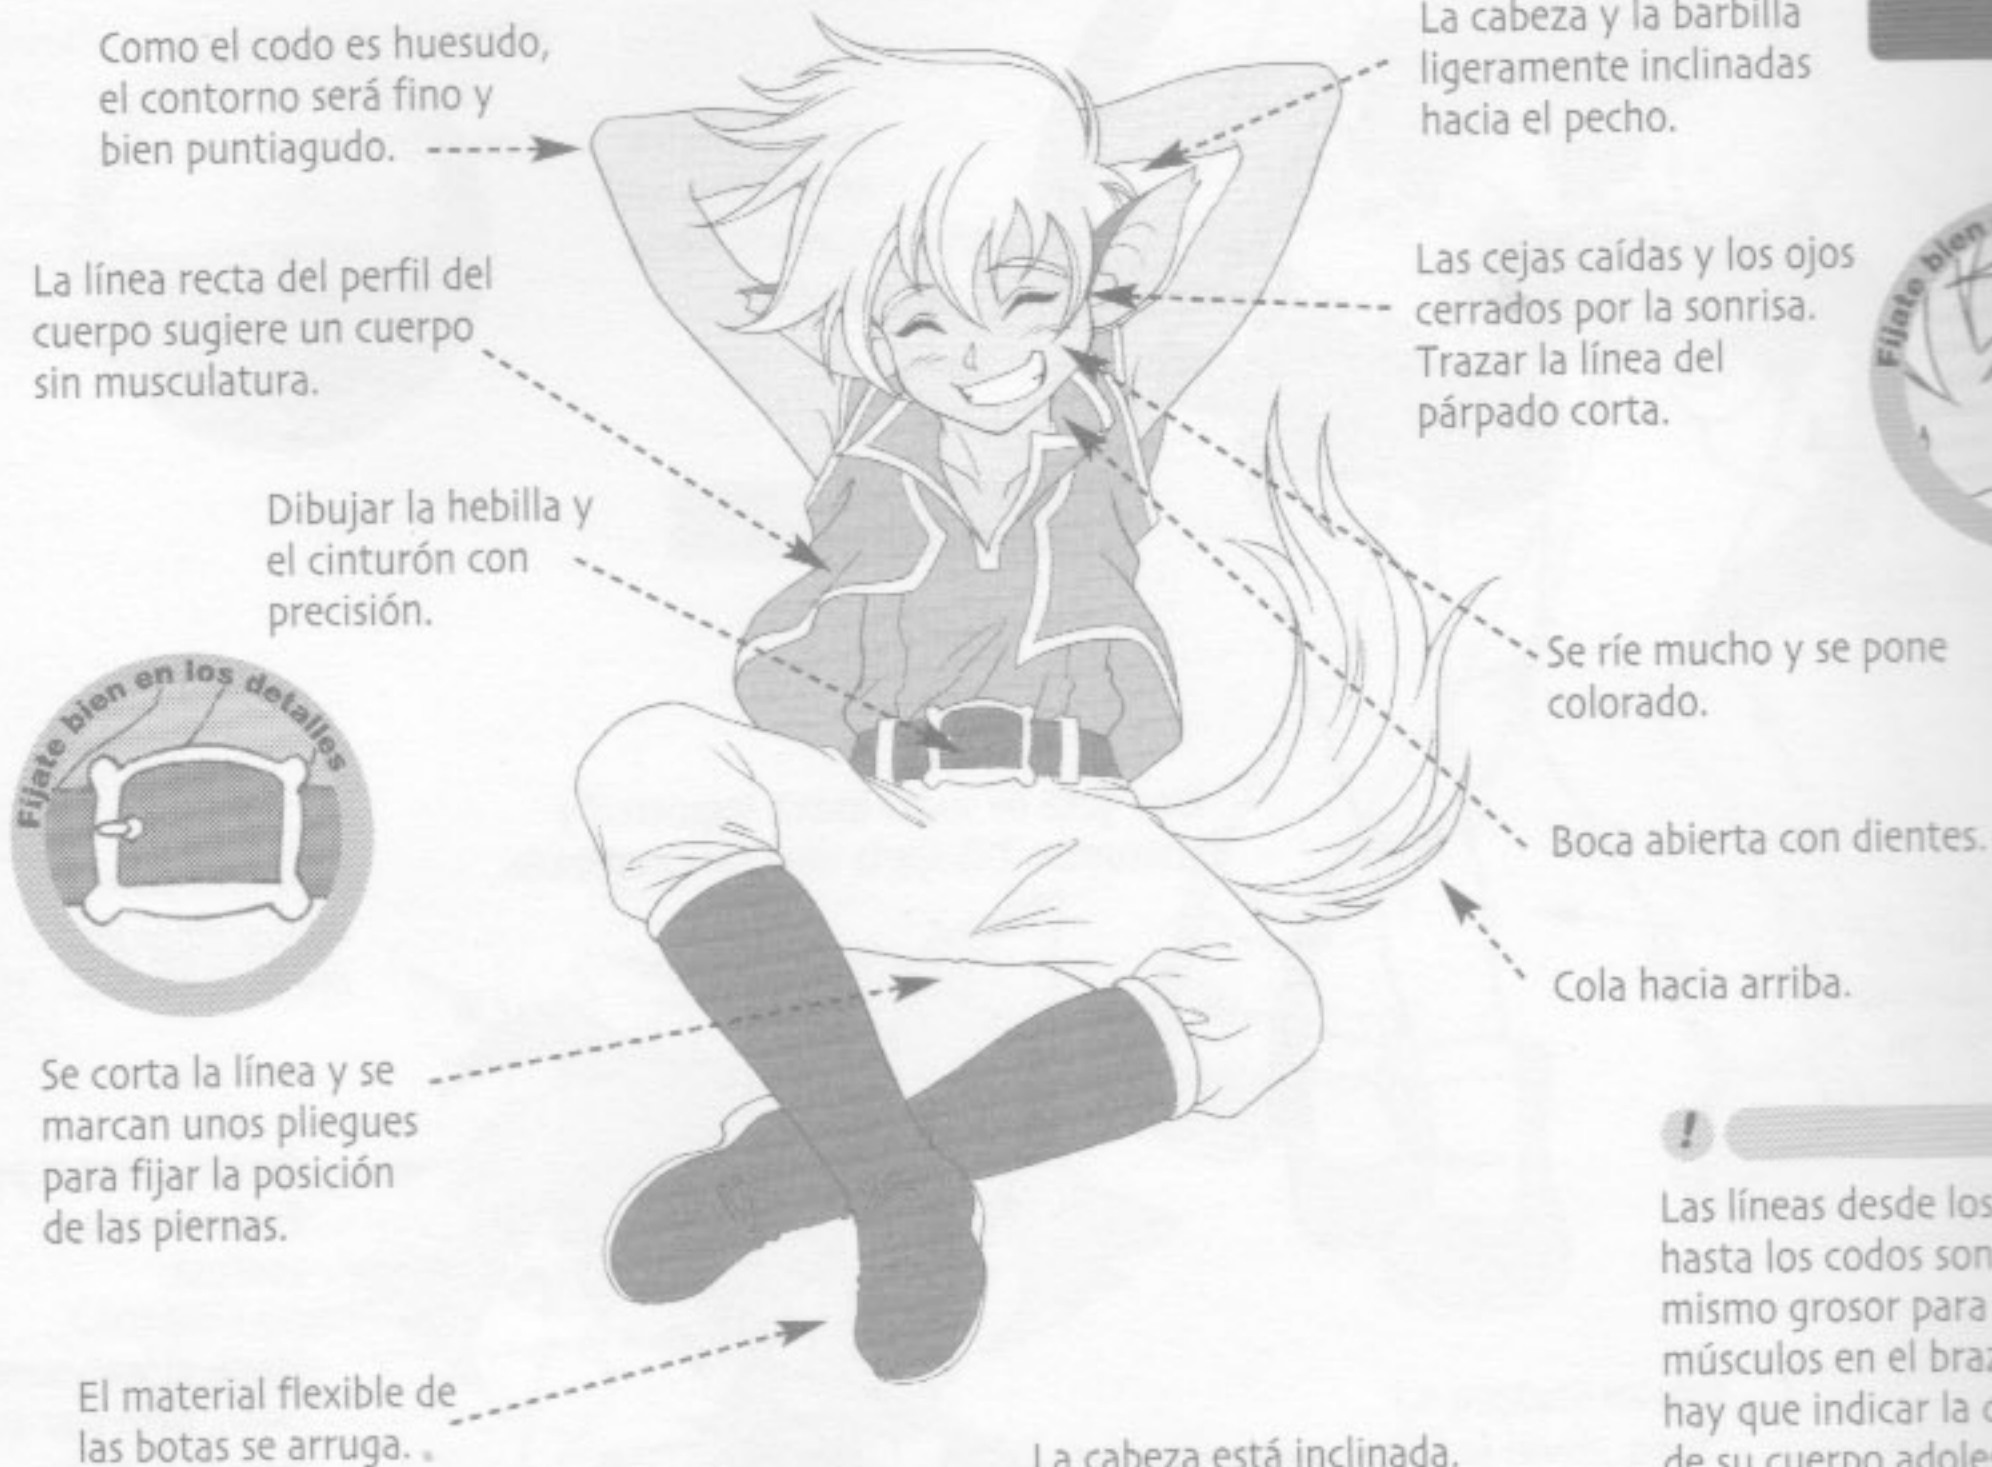 Como el codo es huesudo,
el contorno será fino y
bien puntiagudo.
La cabeza y la barbilla
ligeramente inclinadas
hacia el pecho.
La línea recta del perfil del
cuerpo sugiere un cuerpo
sin musculatura.
Las cejas caídas y los ojos
cerrados por la sonrisa.
Trazar la línea del
párpado corta.
Fíjate bien
Dibujar la hebilla y
el cinturón con
precisión.
Fíjate bien en los detalles
Se ríe mucho y se pone
colorado.
Boca abierta con dientes.
Cola hacia arriba.
Se corta la línea y se
marcan unos pliegues
para fijar la posición
de las piernas.
El material flexible de
las botas se arruga.
La cabeza está inclinada.
!
Las líneas desde los
hasta los codos son
mismo grosor para
músculos en el
hay que indicar la
de su cuerpo